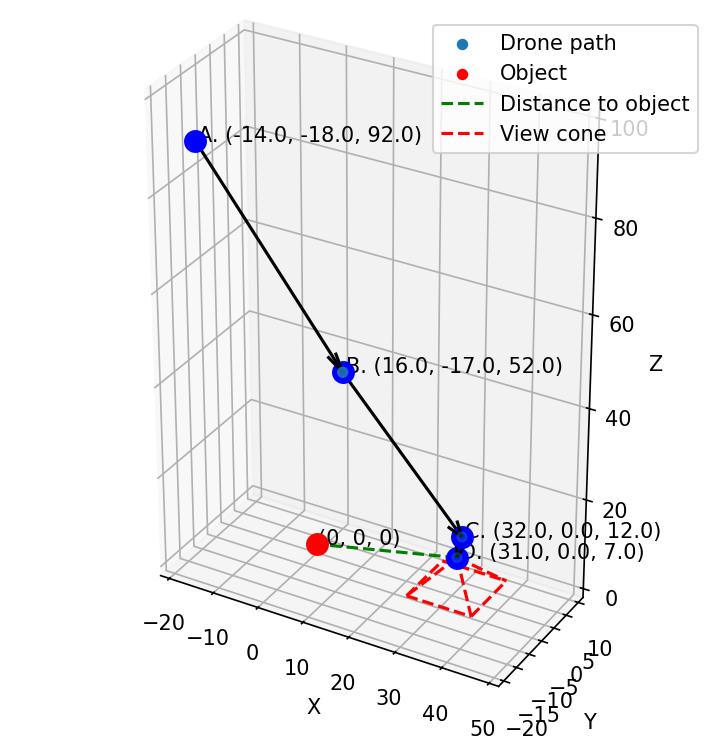 Drone path
Object
Distance to object
View cone
100
A. (-14.0, -18.0, 92.0)
80
60
Z
B. (16.0, -17.0, 52.0)
40
20
C. (32.0, 0.0, 12.0)
(0, 0, 0)
D. (31.0, 0.0, 7.0)
0
−20
−10
0
10
20
30
40
50
X
10
5
0
−5
−10
−15
−20
Y